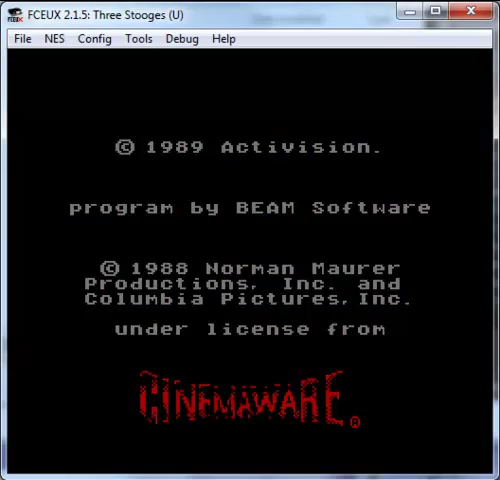 FCEUX 2.1.5: Three Stooges (U)
File NES Config Tools Debug Help
© 1989 Activision.
program by BEAM Software
© 1988 Norman Maurer
Productions, Inc. and
Columbia Pictures, Inc.
under license from
CINEMAWARE®